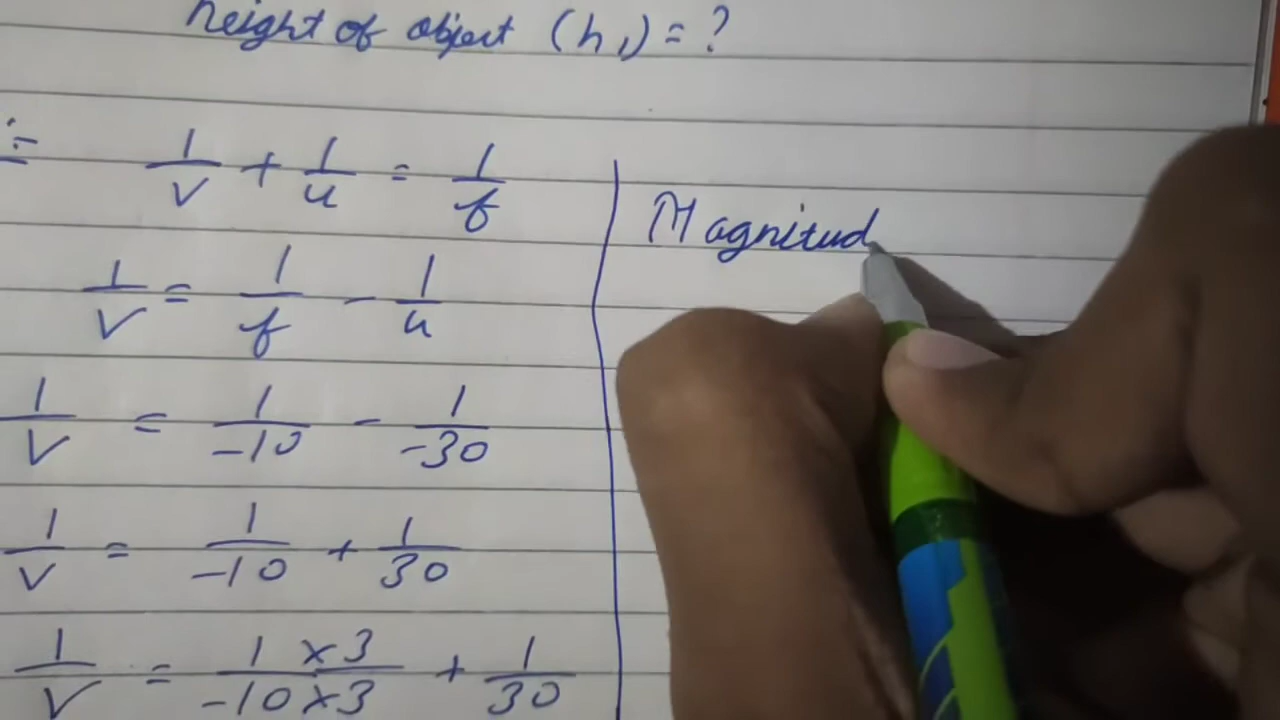 height of object (h1) = ?
:- 1/v + 1/u = 1/f
1/v = 1/f - 1/u
1/v = 1/-10 - 1/-30
1/v = 1/-10 + 1/30
1/v = 1 x 3/-10 x 3 + 1/30
Magnitud